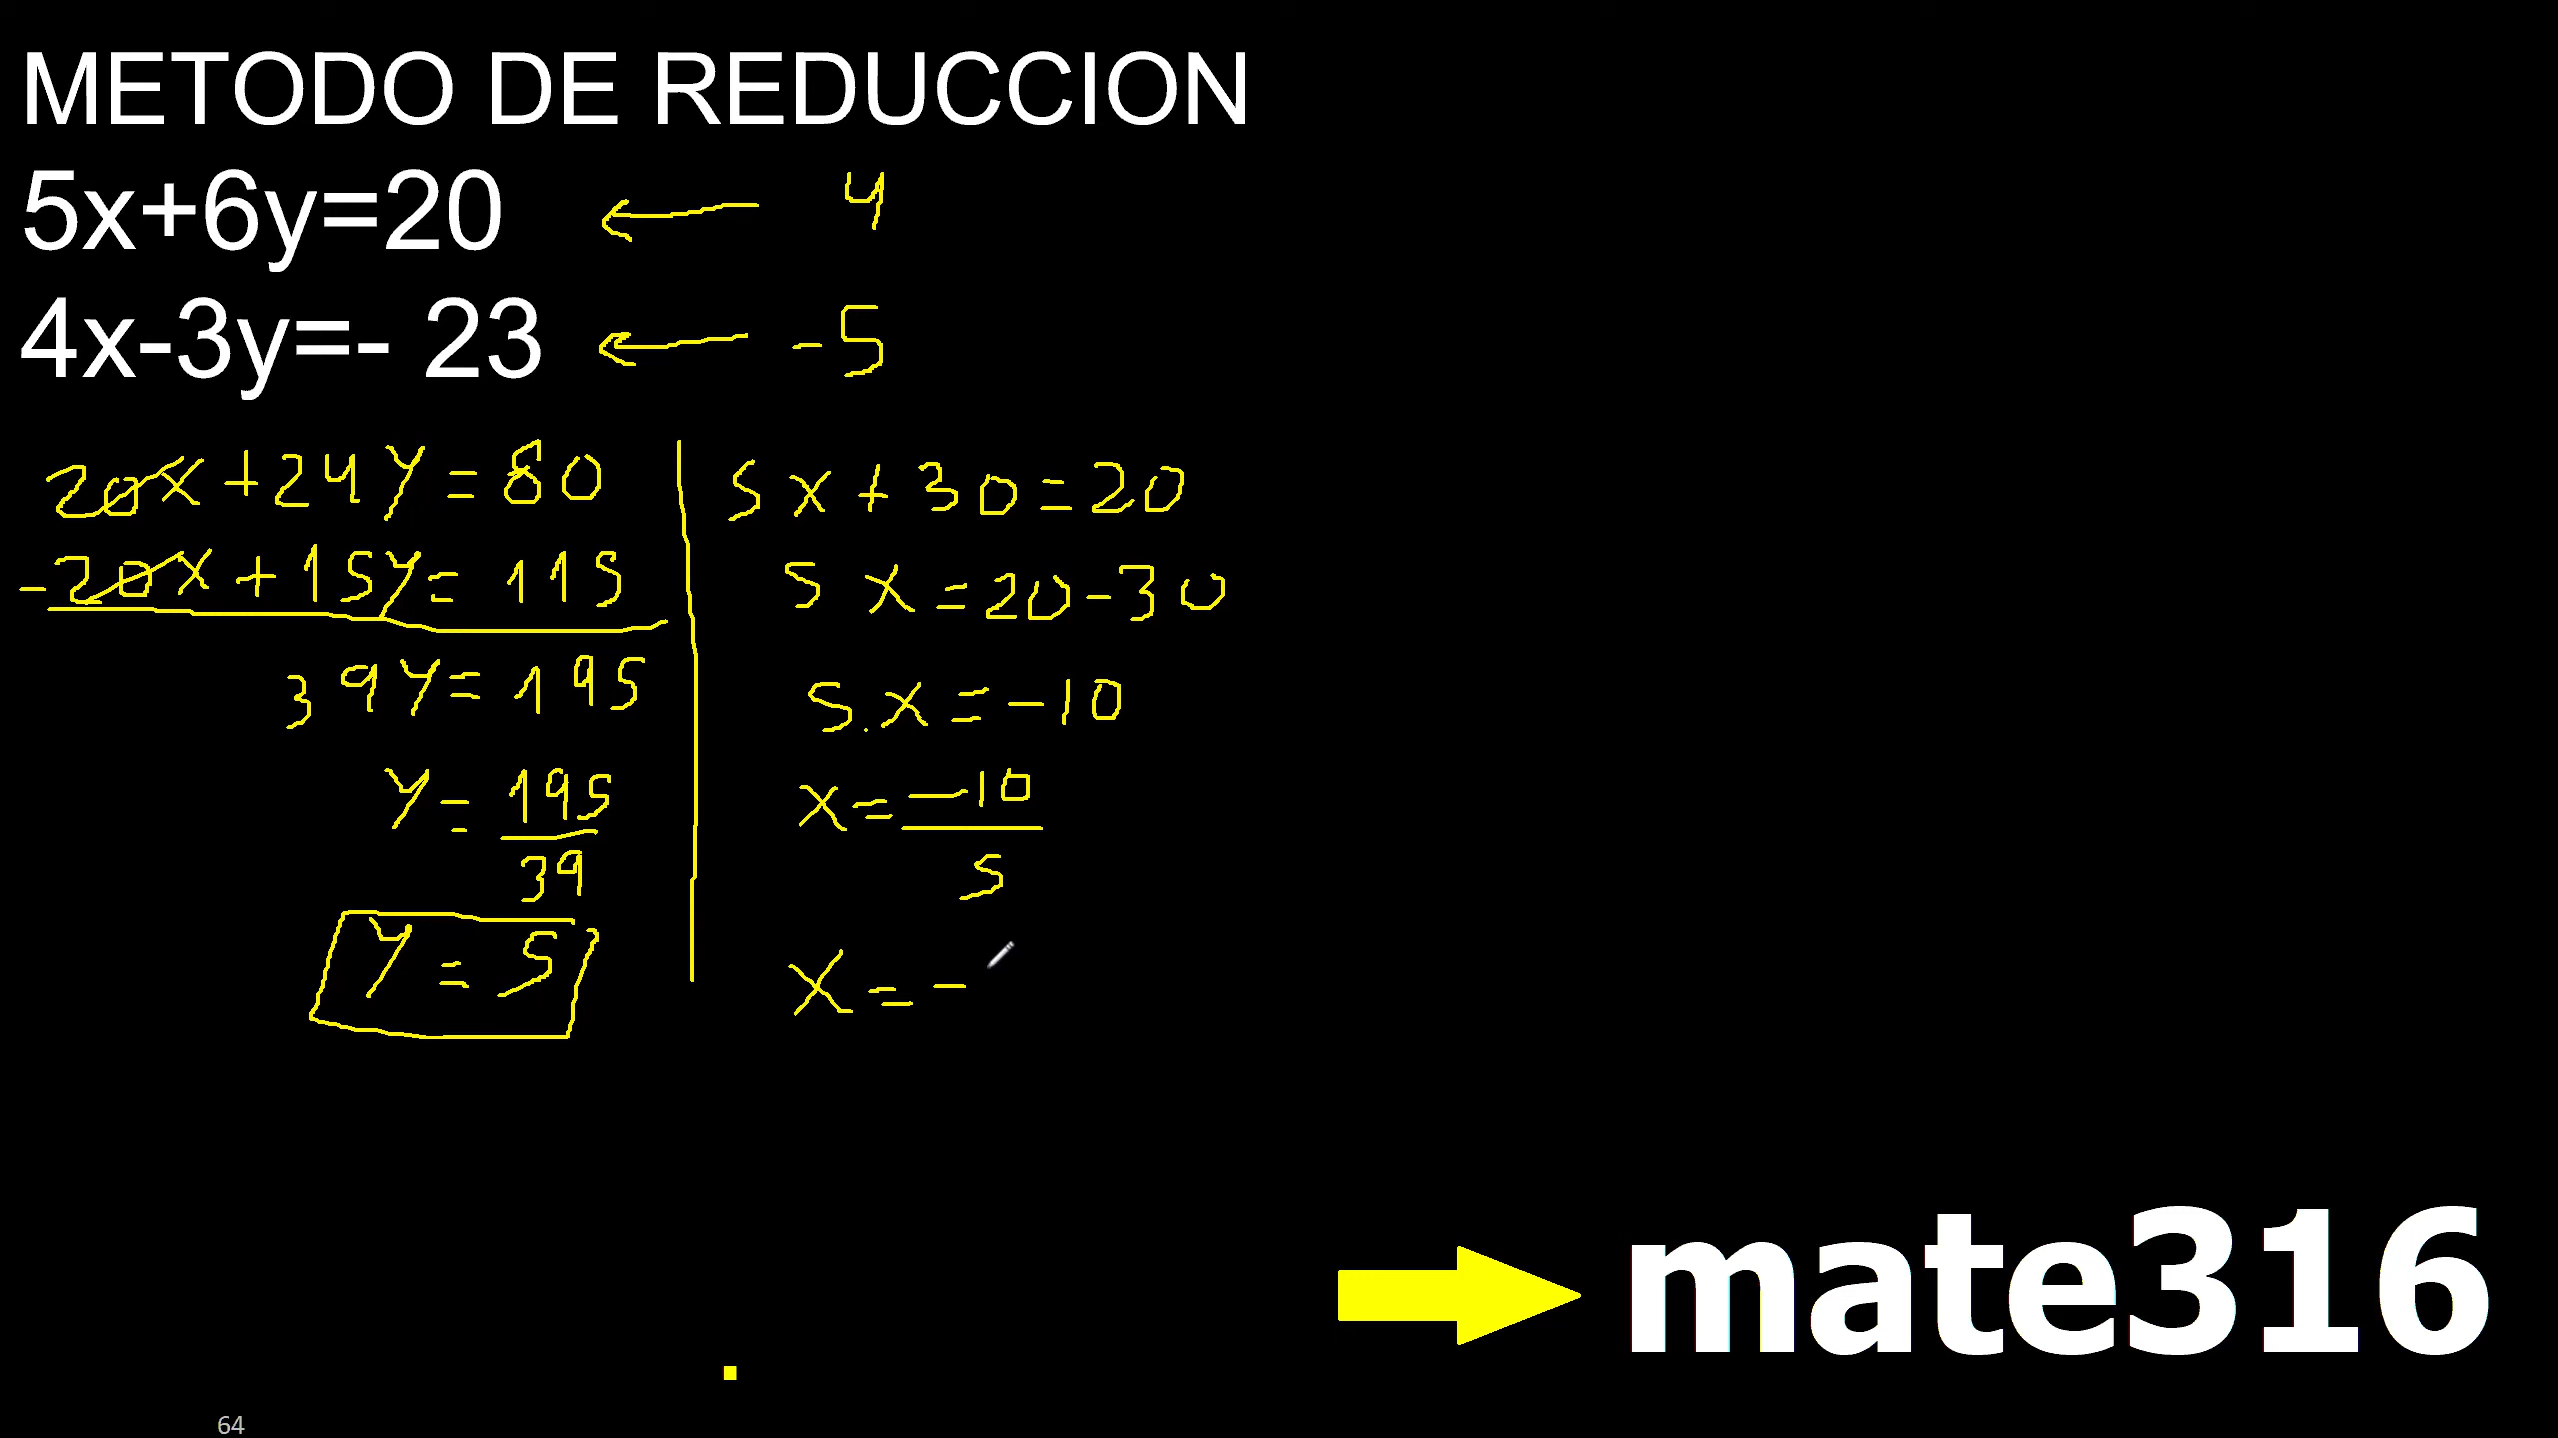 METODO DE REDUCCION
5x+6y=20 ← 4
4x-3y=- 23 ← -5
20x+24y=80
-20x+15y=115
39y=195
y=195/39
y=5
5x+30=20
5x=20-30
5.x=-10
x=-10/5
x=-
mate316
.
64